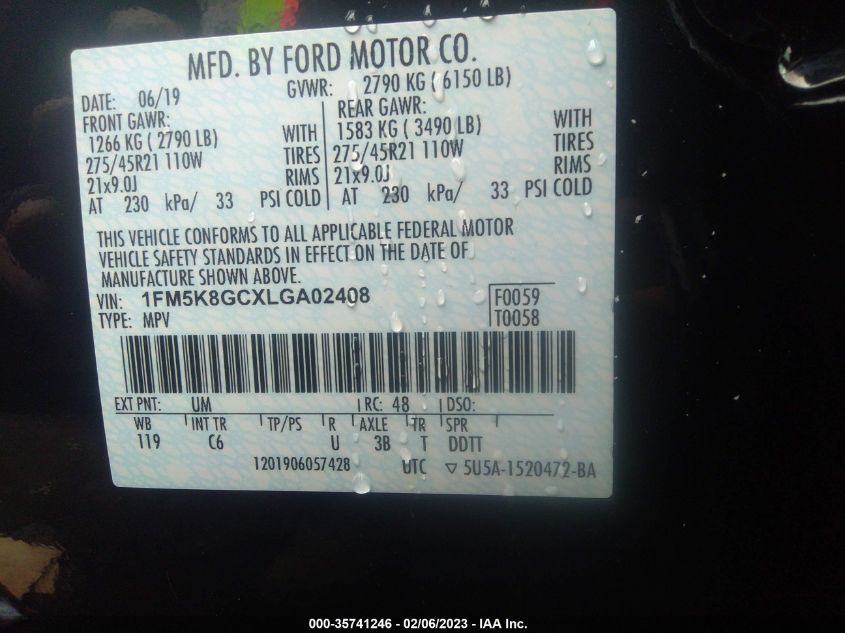 MFD. BY FORD MOTOR CO.
DATE: 06/19 GVWR: 2790 KG ( 6150 LB)
FRONT GAWR: REAR GAWR:
1266 KG ( 2790 LB) WITH 1583 KG ( 3490 LB) WITH
275/45R21 110W TIRES 275/45R21 110W TIRES
21x9.0J RIMS 21x9.0J RIMS
AT 230 kPa/ 33 PSI COLD AT 230 kPa/ 33 PSI COLD
THIS VEHICLE CONFORMS TO ALL APPLICABLE FEDERAL MOTOR
VEHICLE SAFETY STANDARDS IN EFFECT ON THE DATE OF
MANUFACTURE SHOWN ABOVE.
VIN: 1FM5K8GCXLGA02408 F0059
TYPE: MPV T0058
EXT PNT: UM RC: 48 DSO:
WB INT TR TP/PS R AXLE TR SPR
119 C6 U 3B T DDTT
1201906057428 UTC ▽ 5U5A-1520472-BA
000-35741246 - 02/06/2023 - IAA Inc.